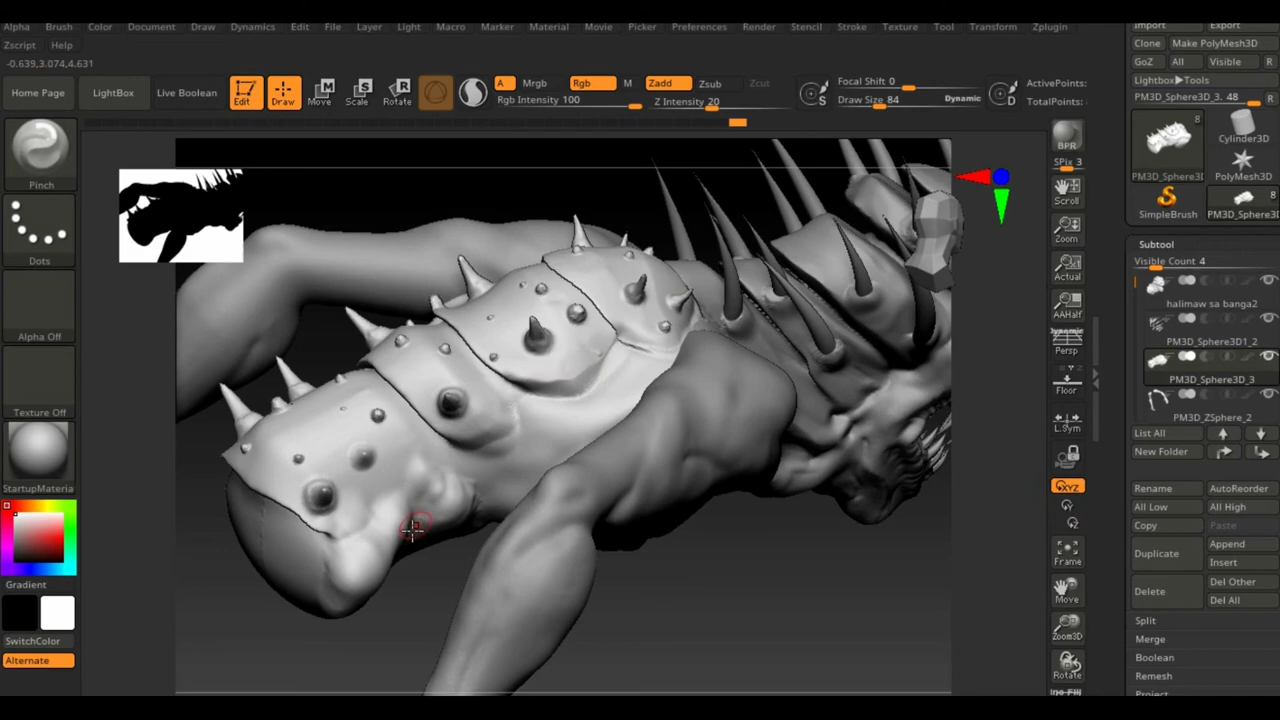 Alpha Brush Color Document Draw Dynamics Edit File Layer Light Macro Marker Material Movie Picker Preferences Render Stencil Stroke Texture Tool Transform Zplugin
Zscript Help
-0.639,3.074,4.631
Home Page LightBox Live Boolean Edit Draw Move Scale Rotate
A Mrgb Rgb M Zadd Zsub Zcut
Rgb Intensity 100 Z Intensity 20
Focal Shift 0
Draw Size 84 Dynamic
S D
ActivePoints:
TotalPoints:
Pinch
Dots
Alpha Off
Texture Off
StartupMateria
Gradient
SwitchColor
Alternate
BPR
SPix 3
Scroll
Zoom
Actual
AAHalf
Dynamic
Persp
Floor
L.Sym
XYZ
Frame
Move
Zoom3D
Rotate
Import Export
Clone Make PolyMesh3D
GoZ All Visible R
Lightbox▶Tools
PM3D_Sphere3D_3. 48 R
8
PM3D_Sphere3D
Cylinder3D
PolyMesh3D
SimpleBrush
8
PM3D_Sphere3D
Subtool
Visible Count 4
halimaw sa banga2
PM3D_Sphere3D1_2
PM3D_Sphere3D_3
PM3D_ZSphere_2
List All
New Folder
Rename AutoReorder
All Low All High
Copy Paste
Duplicate Append
Insert
Delete Del Other
Del All
Split
Merge
Boolean
Remesh
Project